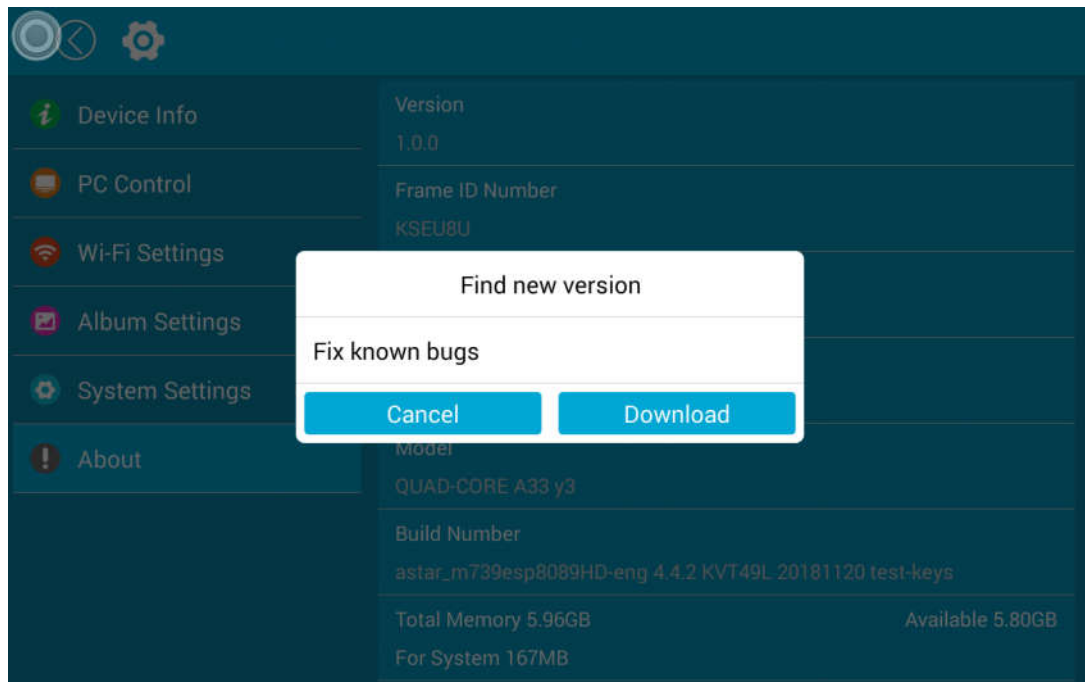 Device Info
PC Control
Wi-Fi Settings
Album Settings
System Settings
About
Version
1.0.0
Frame ID Number
KSEU8U
Find new version
Fix known bugs
Cancel
Download
Model
QUAD-CORE A33 y3
Build Number
astar_m739esp8089HD-eng 4.4.2 KVT49L 20181120 test-keys
Total Memory 5.96GB
Available 5.80GB
For System 167MB